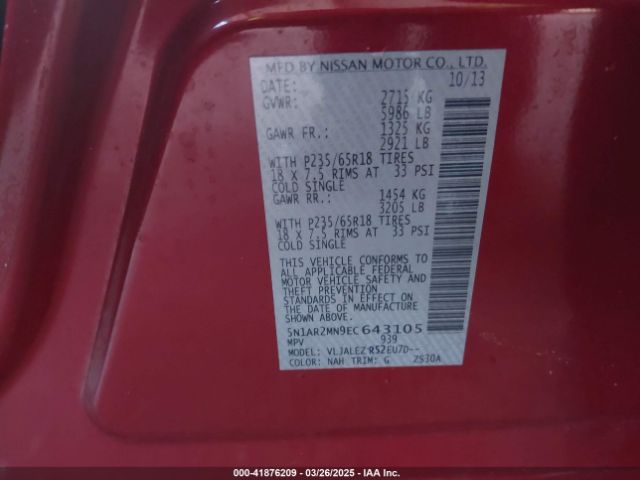 MFD BY NISSAN MOTOR CO., LTD.
DATE: 10/13
GVWR: 2715 KG
5986 LB
GAWR FR.: 1325 KG
2921 LB
WITH P235/65R18 TIRES
18 X 7.5 RIMS AT 33 PSI
COLD SINGLE
GAWR RR.: 1454 KG
3205 LB
WITH P235/65R18 TIRES
18 X 7.5 RIMS AT 33 PSI
COLD SINGLE
THIS VEHICLE CONFORMS TO
ALL APPLICABLE FEDERAL
MOTOR VEHICLE SAFETY AND
THEFT PREVENTION
STANDARDS IN EFFECT ON
THE DATE OF MANUFACTURE
SHOWN ABOVE.
5N1AR2MN9EC643105
MPV 939
MODEL: VLJALEZ R52EU7D--
COLOR: NAH TRIM: G Z530A
© 0-41876209 - 03/26/2025 - IAA Inc.